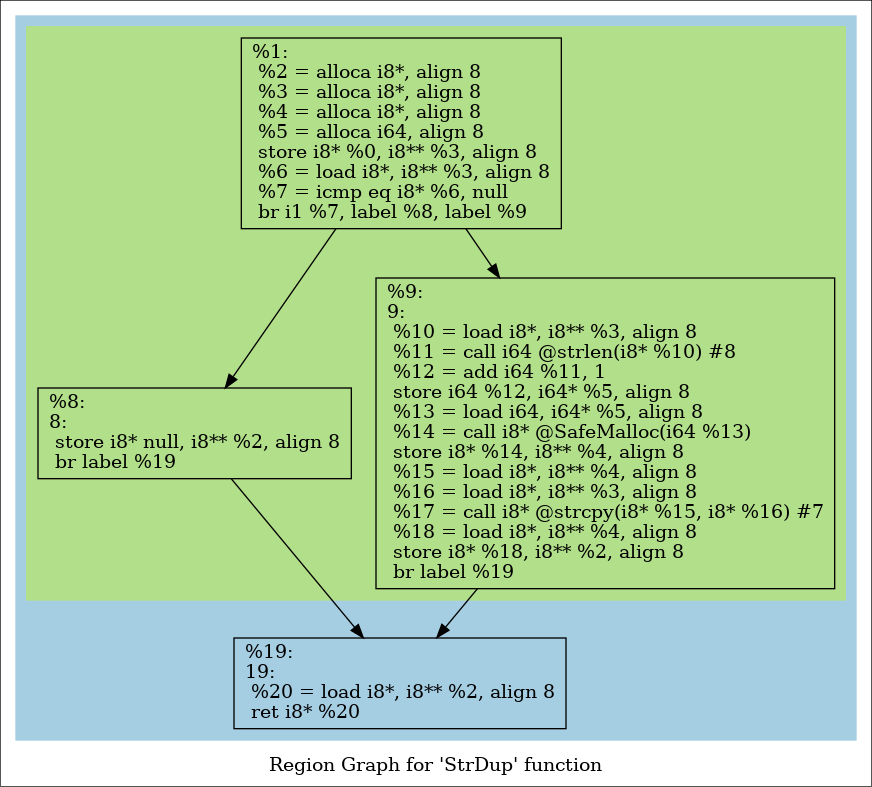 %1:
%2 = alloca i8*, align 8
%3 = alloca i8*, align 8
%4 = alloca i8*, align 8
%5 = alloca i64, align 8
store i8* %0, i8** %3, align 8
%6 = load i8*, i8** %3, align 8
%7 = icmp eq i8* %6, null
br i1 %7, label %8, label %9
%8:
8:
store i8* null, i8** %2, align 8
br label %19
%9:
9:
%10 = load i8*, i8** %3, align 8
%11 = call i64 @strlen(i8* %10) #8
%12 = add i64 %11, 1
store i64 %12, i64* %5, align 8
%13 = load i64, i64* %5, align 8
%14 = call i8* @SafeMalloc(i64 %13)
store i8* %14, i8** %4, align 8
%15 = load i8*, i8** %4, align 8
%16 = load i8*, i8** %3, align 8
%17 = call i8* @strcpy(i8* %15, i8* %16) #7
%18 = load i8*, i8** %4, align 8
store i8* %18, i8** %2, align 8
br label %19
%19:
19:
%20 = load i8*, i8** %2, align 8
ret i8* %20
Region Graph for 'StrDup' function